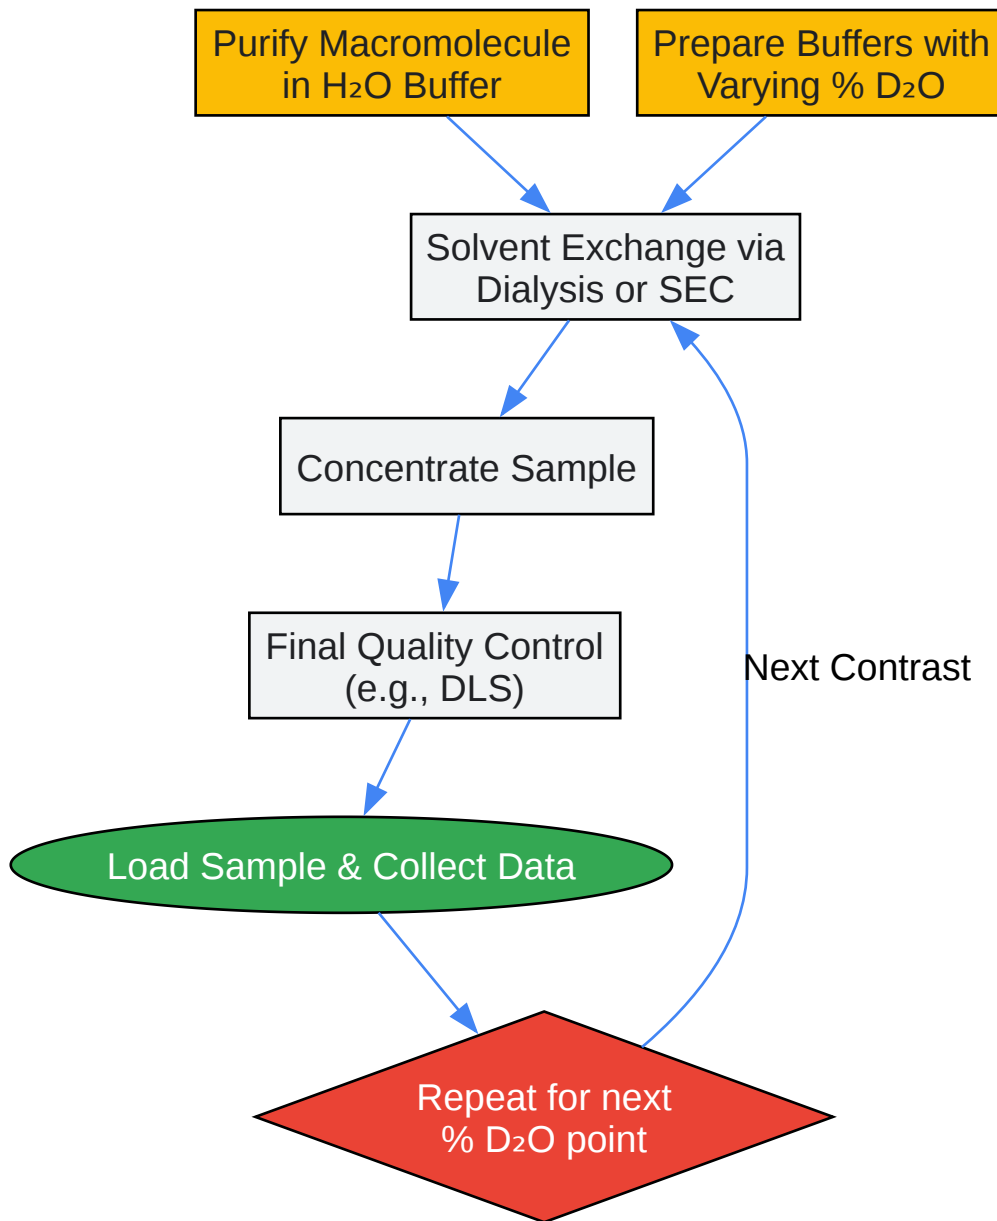 Purify Macromolecule
in H₂O Buffer
Prepare Buffers with
Varying % D₂O
Solvent Exchange via
Dialysis or SEC
Concentrate Sample
Final Quality Control
(e.g., DLS)
Next Contrast
Load Sample & Collect Data
Repeat for next
% D₂O point